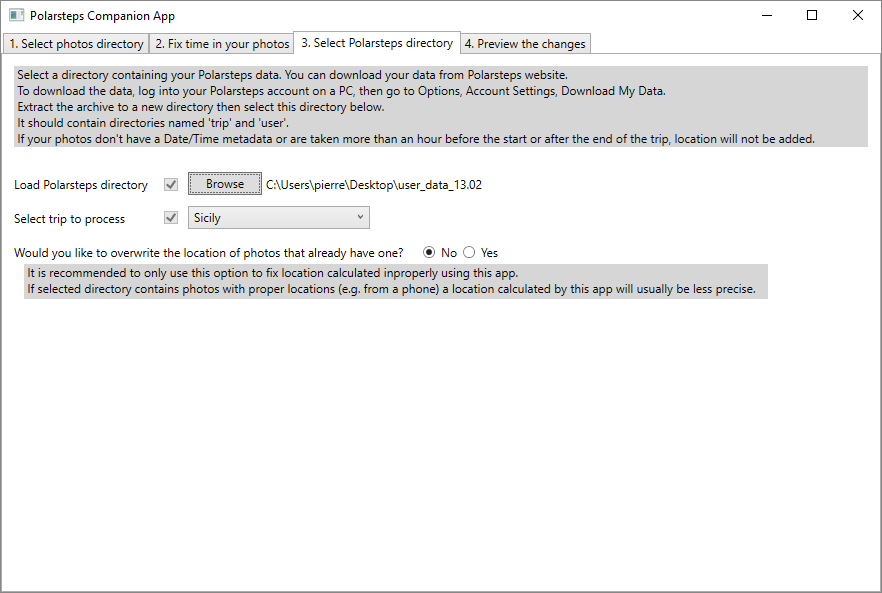 Polarsteps Companion App
1. Select photos directory 2. Fix time in your photos 3. Select Polarsteps directory 4. Preview the changes
Select a directory containing your Polarsteps data. You can download your data from Polarsteps website.
To download the data, log into your Polarsteps account on a PC, then go to Options, Account Settings, Download My Data.
Extract the archive to a new directory then select this directory below.
It should contain directories named 'trip' and 'user'.
If your photos don't have a Date/Time metadata or are taken more than an hour before the start or after the end of the trip, location will not be added.
Load Polarsteps directory Browse C:\Users\pierre\Desktop\user_data_13.02
Select trip to process Sicily
Would you like to overwrite the location of photos that already have one? No Yes
It is recommended to only use this option to fix location calculated inproperly using this app.
If selected directory contains photos with proper locations (e.g. from a phone) a location calculated by this app will usually be less precise.